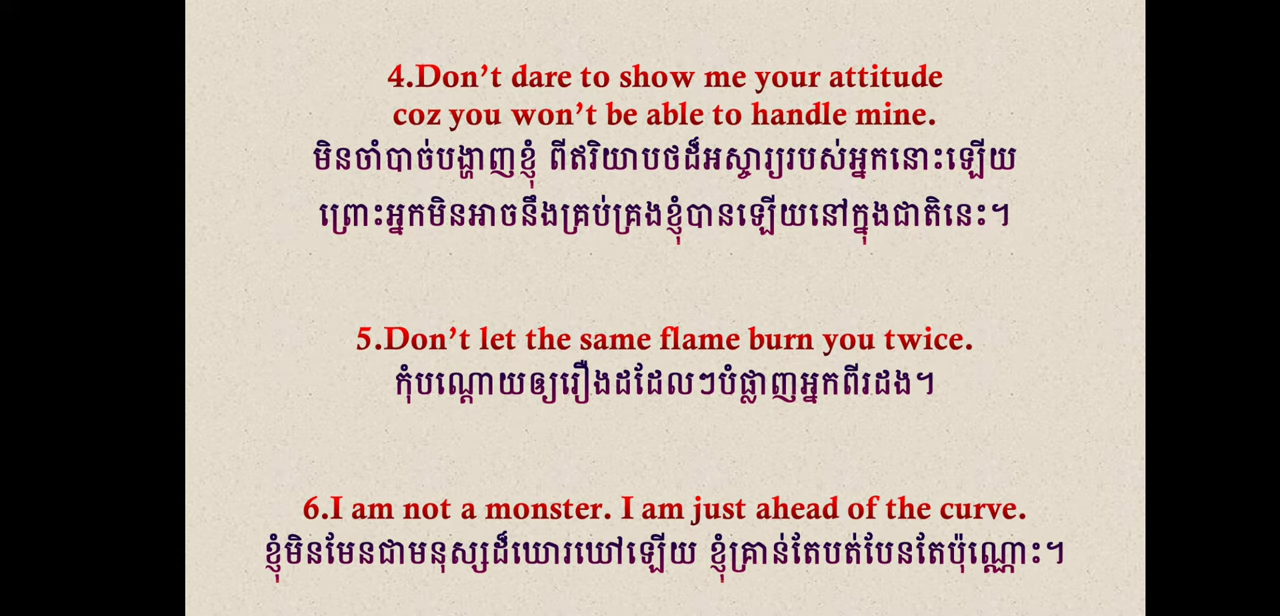 4.Don't dare to show me your attitude
coz you won't be able to handle mine.
មិនចាំបាច់បង្ហាញខ្ញុំ ពីឥរិយាបថដ៏អស្ចារ្យរបស់អ្នកនោះឡើយ
ព្រោះអ្នកមិនអាចនឹងគ្រប់គ្រងខ្ញុំបានឡើយនៅក្នុងជាតិនេះ។
5.Don't let the same flame burn you twice.
កុំបណ្តោយឲ្យរឿងដដែលៗបំផ្លាញអ្នកពីរដង។
6.I am not a monster. I am just ahead of the curve.
ខ្ញុំមិនមែនជាមនុស្សដ៏ឃោរឃៅឡើយ ខ្ញុំគ្រាន់តែបត់បែនតែប៉ុណ្ណោះ។